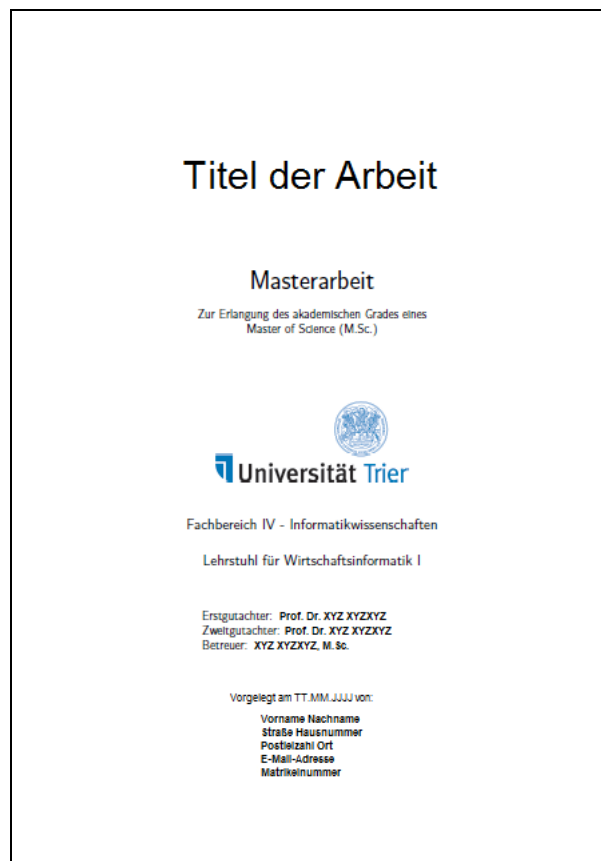 Titel der Arbeit
Masterarbeit
Zur Erlangung des akademischen Grades eines
Master of Science (M.Sc.)
Universität Trier
Fachbereich IV - Informatikwissenschaften
Lehrstuhl für Wirtschaftsinformatik I
Erstgutachter: Prof. Dr. XYZ XYZXYZ
Zweitgutachter: Prof. Dr. XYZ XYZXYZ
Betreuer: XYZ XYZXYZ, M.Sc.
Vorgelegt am TT.MM.JJJJ von:
Vorname Nachname
Straße Hausnummer
Postleizahl Ort
E-Mail-Adresse
Matrikelnummer